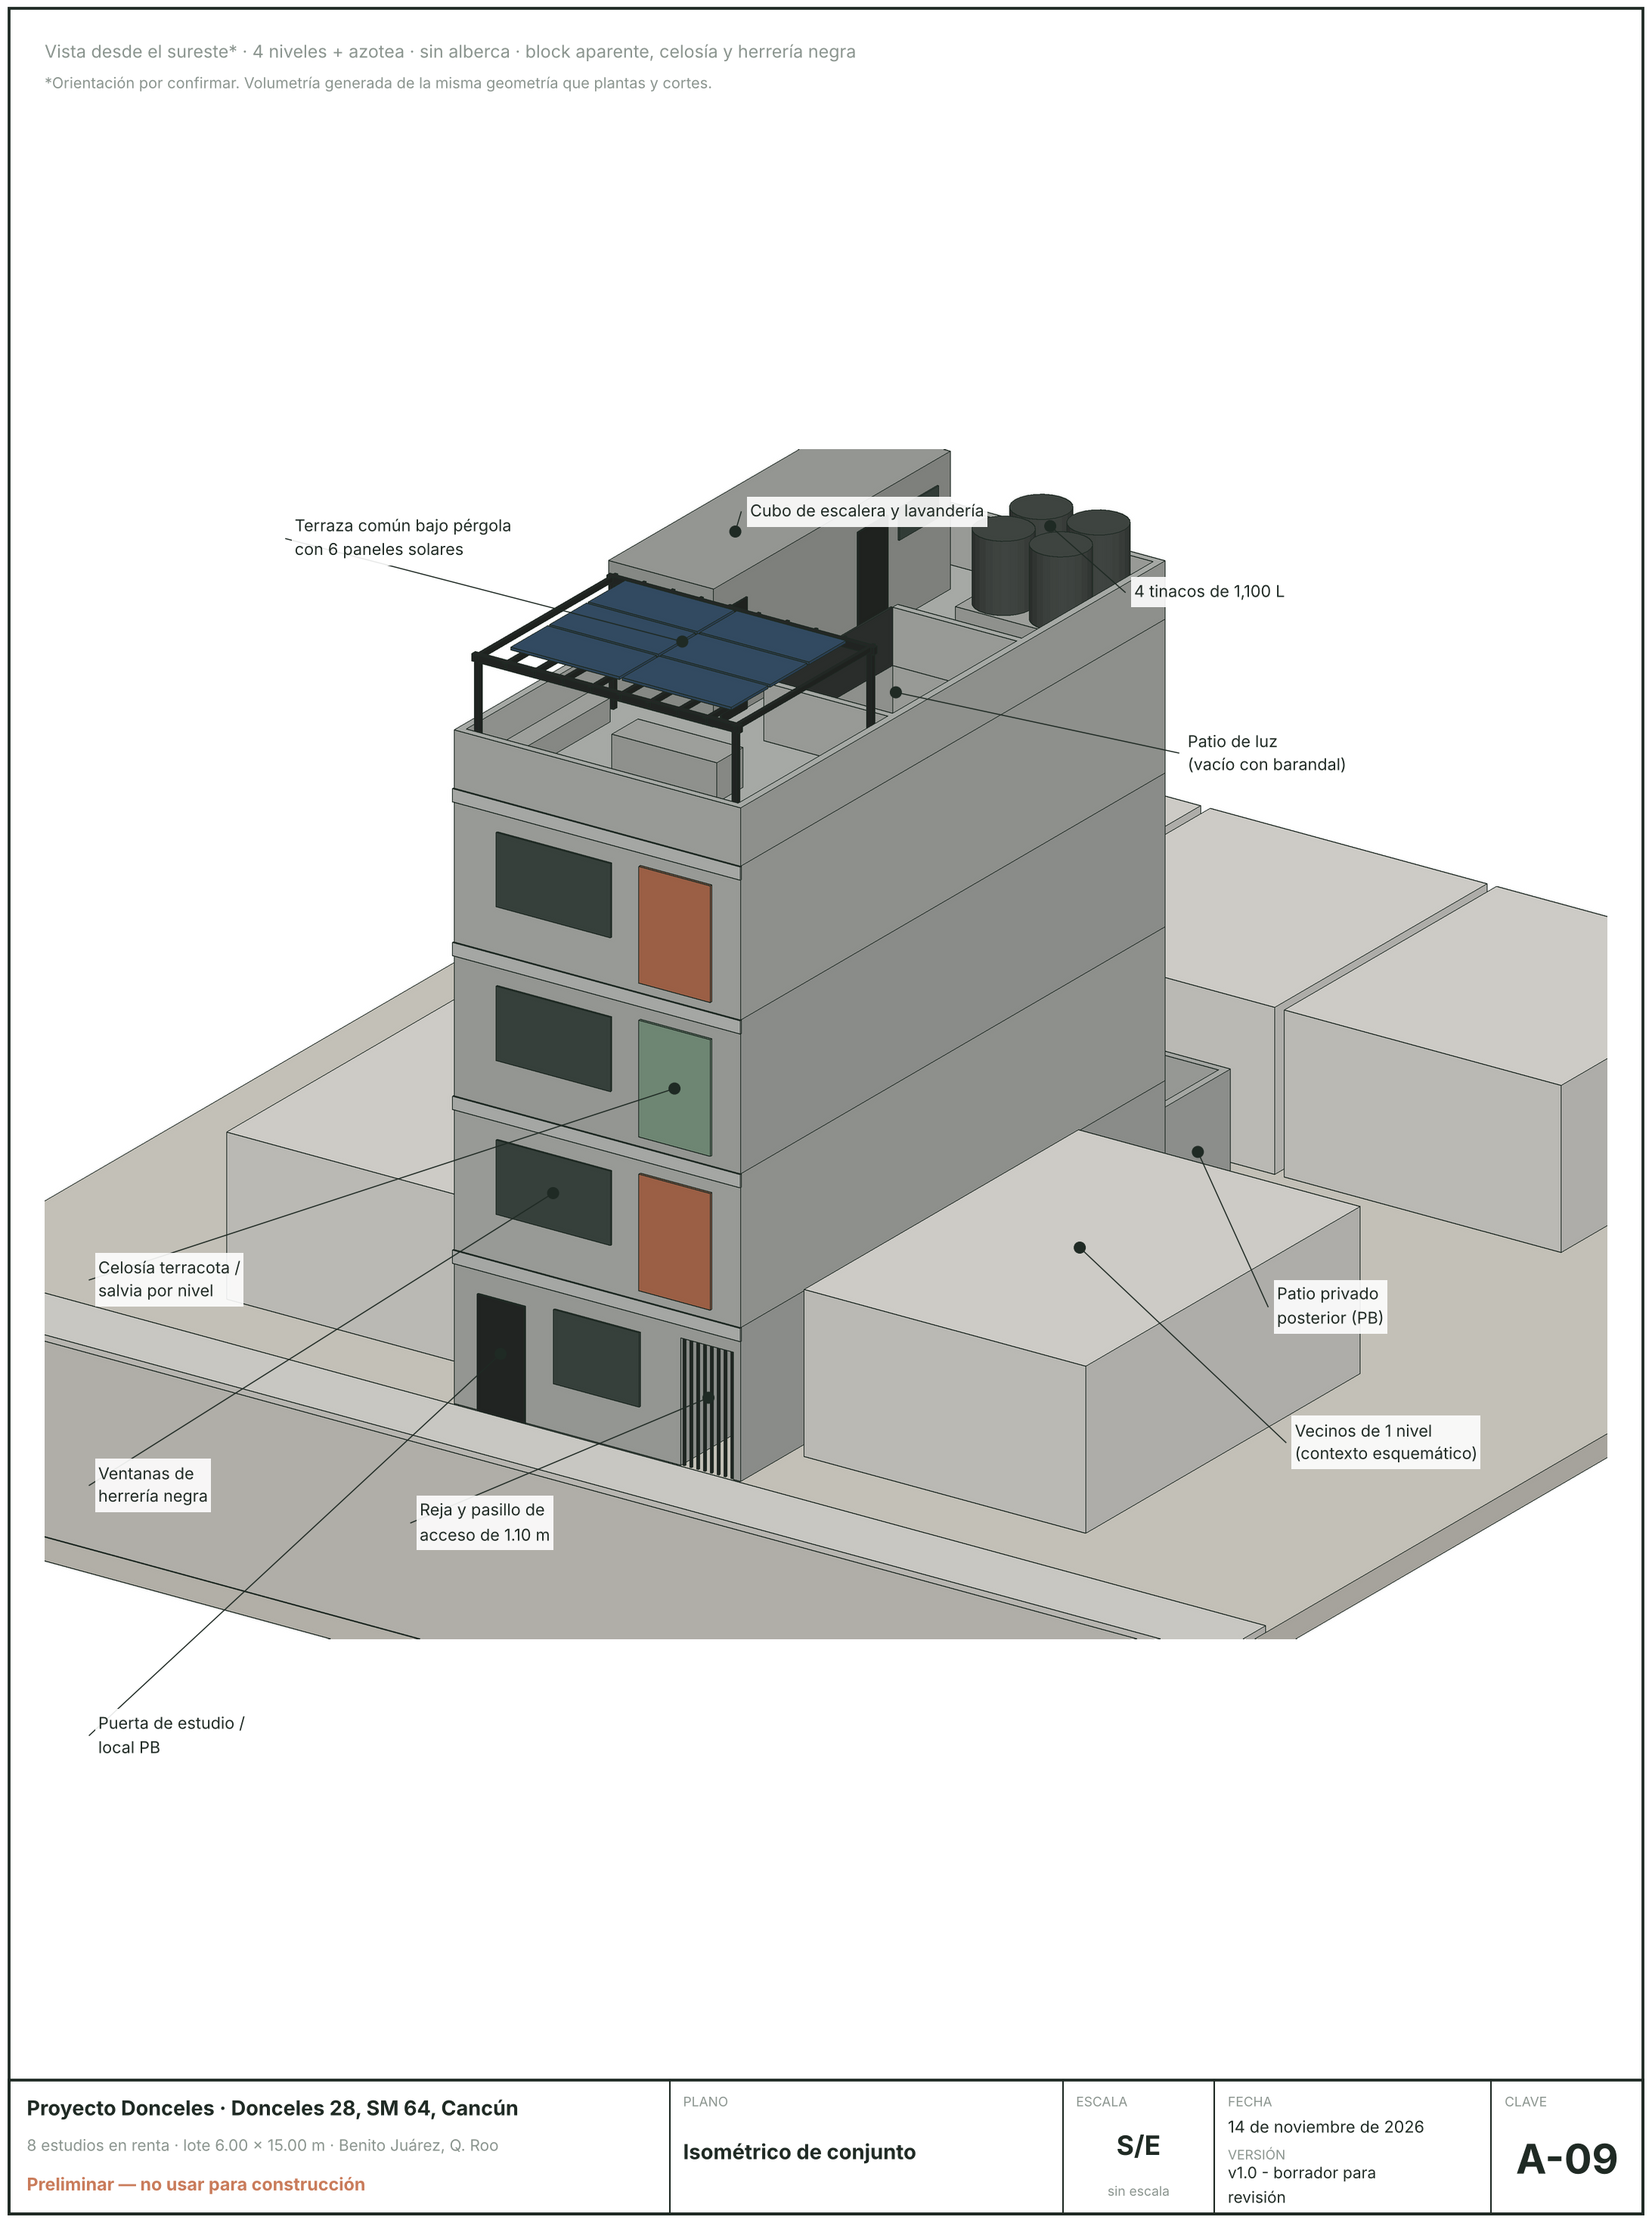 Vista desde el sureste* · 4 niveles + azotea · sin alberca · block aparente, celosía y herrería negra
*Orientación por confirmar. Volumetría generada de la misma geometría que plantas y cortes.
Cubo de escalera y lavandería
Terraza común bajo pérgola
con 6 paneles solares
4 tinacos de 1,100 L
Patio de luz
(vacío con barandal)
Celosía terracota /
salvia por nivel
Patio privado
posterior (PB)
Vecinos de 1 nivel
(contexto esquemático)
Ventanas de
herrería negra
Reja y pasillo de
acceso de 1.10 m
Puerta de estudio /
local PB
Proyecto Donceles · Donceles 28, SM 64, Cancún
8 estudios en renta · lote 6.00 × 15.00 m · Benito Juárez, Q. Roo
Preliminar — no usar para construcción
PLANO
Isométrico de conjunto
ESCALA
S/E
sin escala
FECHA
14 de noviembre de 2026
VERSIÓN
v1.0 - borrador para
revisión
CLAVE
A-09